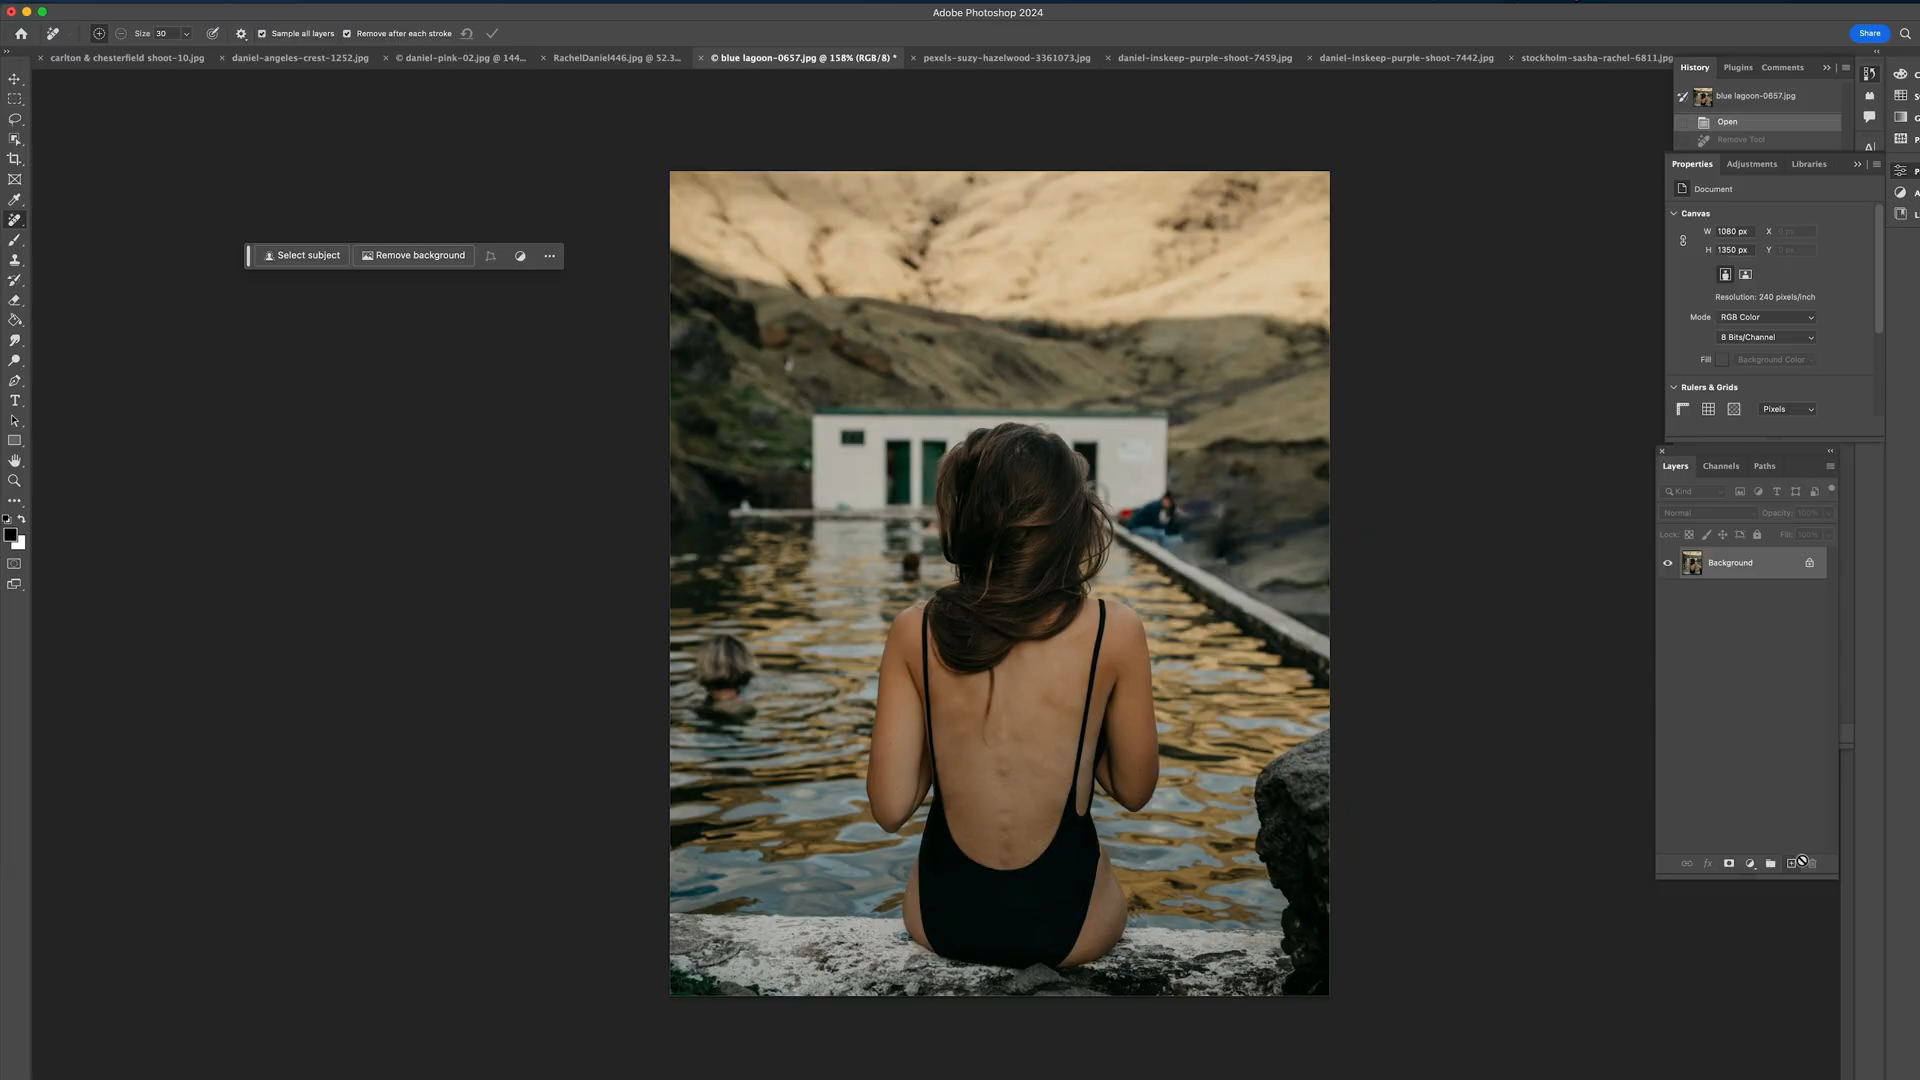 Adobe Photoshop 2024
Size 30 Sample all layers Remove after each stroke Share
carlton & chesterfield shoot-10.jpg daniel-angeles-crest-1252.jpg © daniel-pink-02.jpg @ 144... RachelDaniel446.jpg @ 52.3... © blue lagoon-0657.jpg @ 158% (RGB/8) * pexels-suzy-hazelwood-3361073.jpg daniel-inskeep-purple-shoot-7459.jpg daniel-inskeep-purple-shoot-7442.jpg stockholm-sasha-rachel-6811.jpg
History Plugins Comments
blue lagoon-0657.jpg
Open
Remove Tool
Properties Adjustments Libraries
Document
Canvas
W 1080 px X 0 px
H 1350 px Y 0 px
Resolution: 240 pixels/inch
Mode RGB Color
8 Bits/Channel
Fill Background Color
Rulers & Grids
Pixels
Select subject Remove background
Layers Channels Paths
Kind
Normal Opacity: 100%
Lock: Fill: 100%
Background
fx